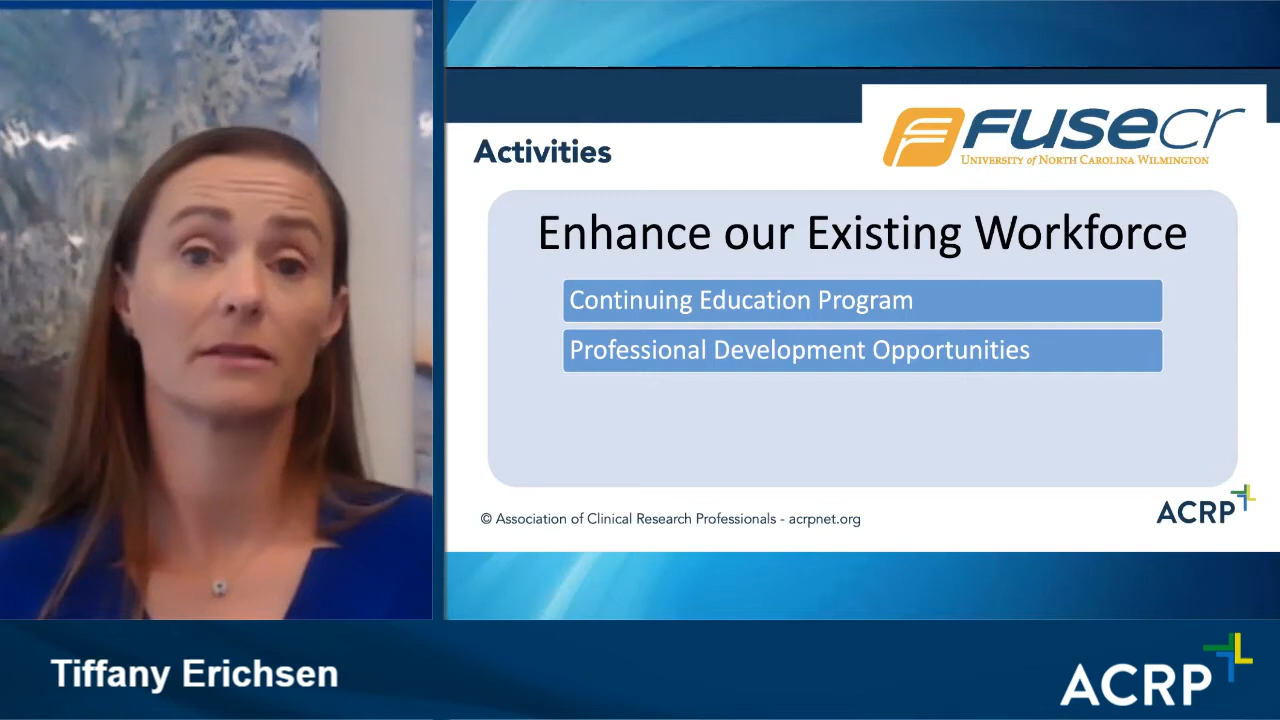 FUSECr
UNIVERSITY of NORTH CAROLINA WILMINGTON
Activities
Enhance our Existing Workforce
Continuing Education Program
Professional Development Opportunities
© Association of Clinical Research Professionals - acrpnet.org
ACRP
Tiffany Erichsen
ACRP